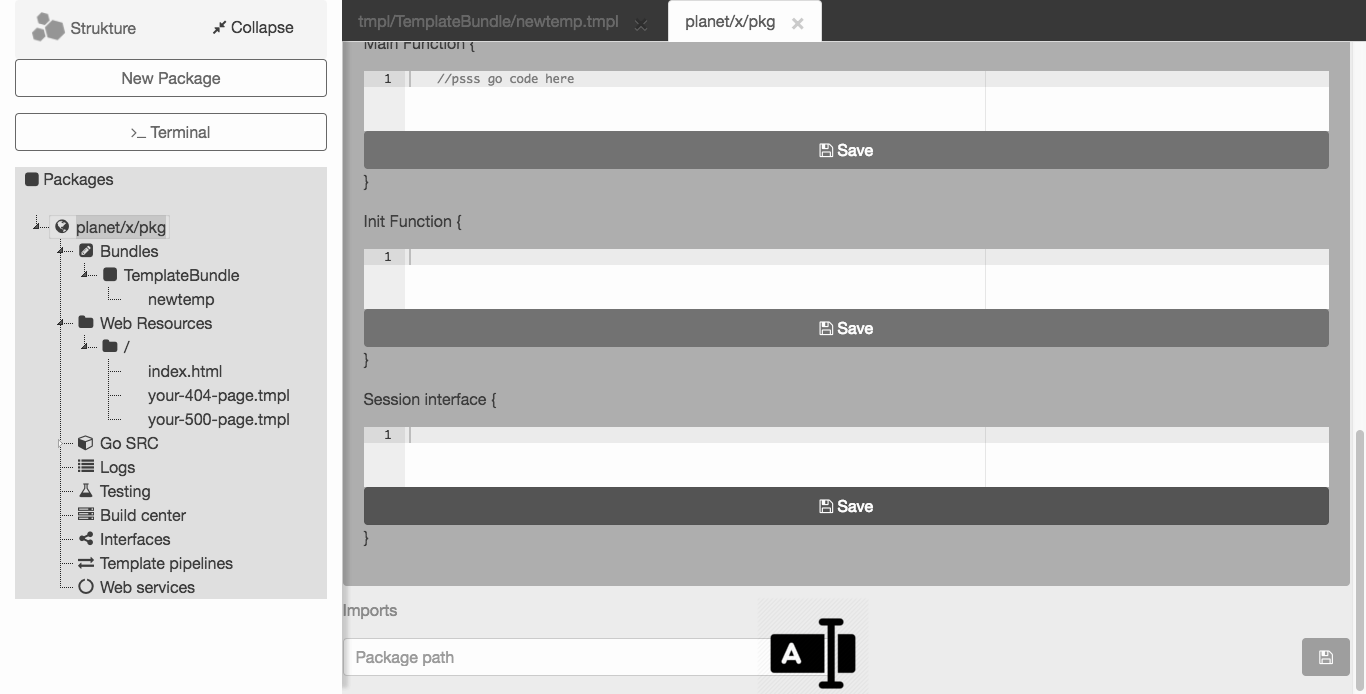 Strukture
Collapse
New Package
>_ Terminal
Packages
planet/x/pkg
Bundles
TemplateBundle
newtemp
Web Resources
/
index.html
your-404-page.tmpl
your-500-page.tmpl
Go SRC
Logs
Testing
Build center
Interfaces
Template pipelines
Web services
tmpl/TemplateBundle/newtemp.tmpl
planet/x/pkg
Main Function {
1 //psss go code here
Save
}
Init Function {
1
Save
}
Session interface {
1
Save
}
Imports
Package path
A